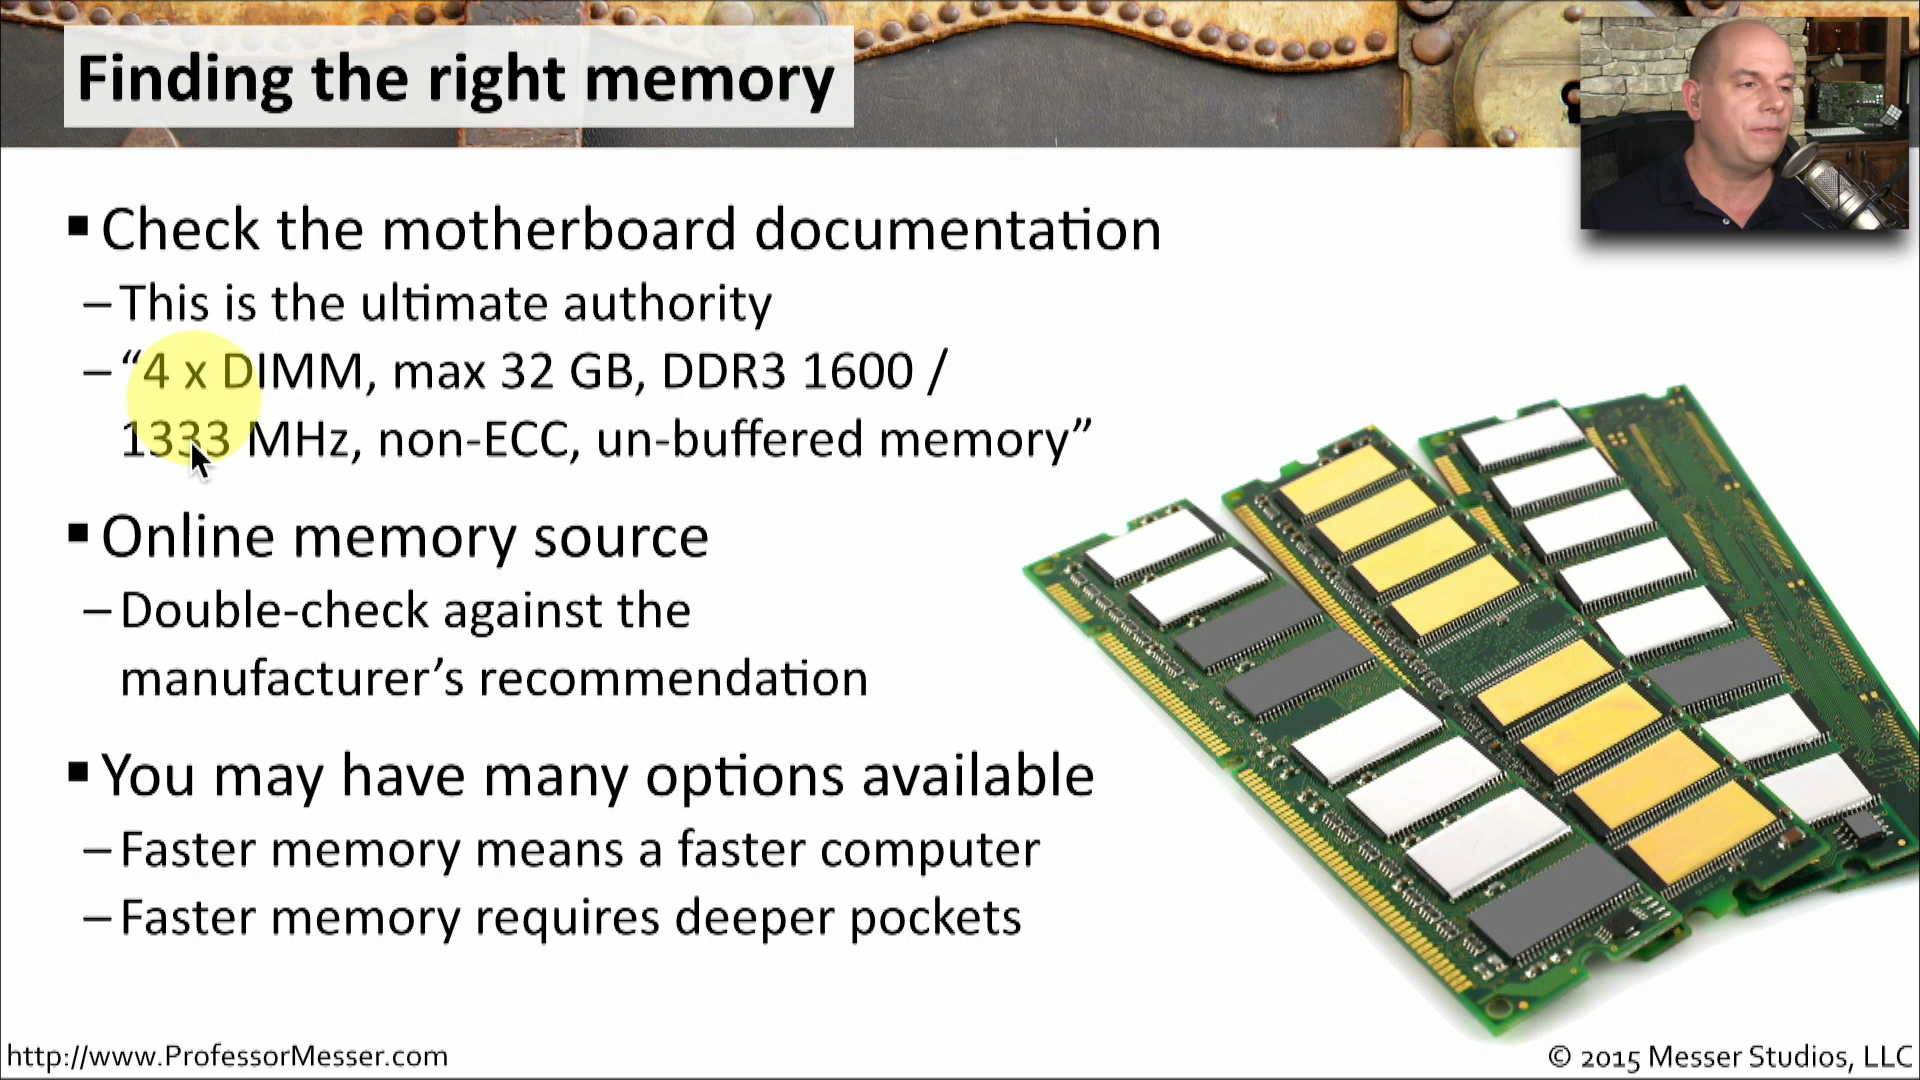 Finding the right memory
▪ Check the motherboard documentation
– This is the ultimate authority
– “4 x DIMM, max 32 GB, DDR3 1600 /
1333 MHz, non-ECC, un-buffered memory”
▪ Online memory source
– Double-check against the
manufacturer’s recommendation
▪ You may have many options available
– Faster memory means a faster computer
– Faster memory requires deeper pockets
http://www.ProfessorMesser.com
© 2015 Messer Studios, LLC